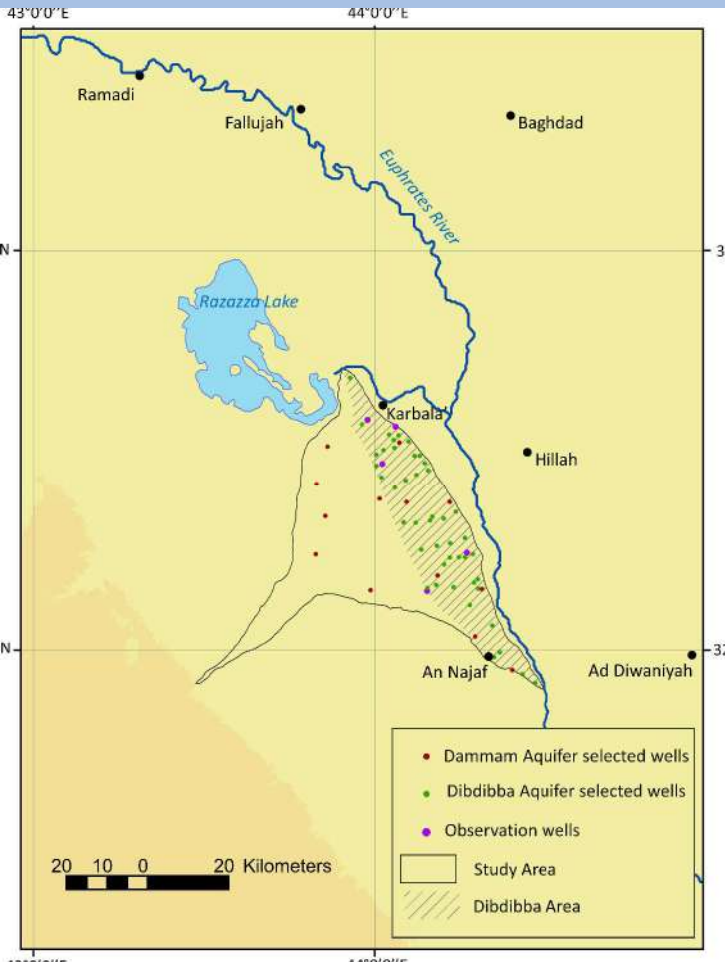 43°0'0"E
44°0'0"E
Ramadi
Fallujah
Baghdad
Euphrates River
N
3
Razazza Lake
Karbala'
Hillah
N
32
An Najaf
Ad Diwaniyah
Dammam Aquifer selected wells
Dibdibba Aquifer selected wells
Observation wells
Study Area
Dibdibba Area
20 10 0 20 Kilometers